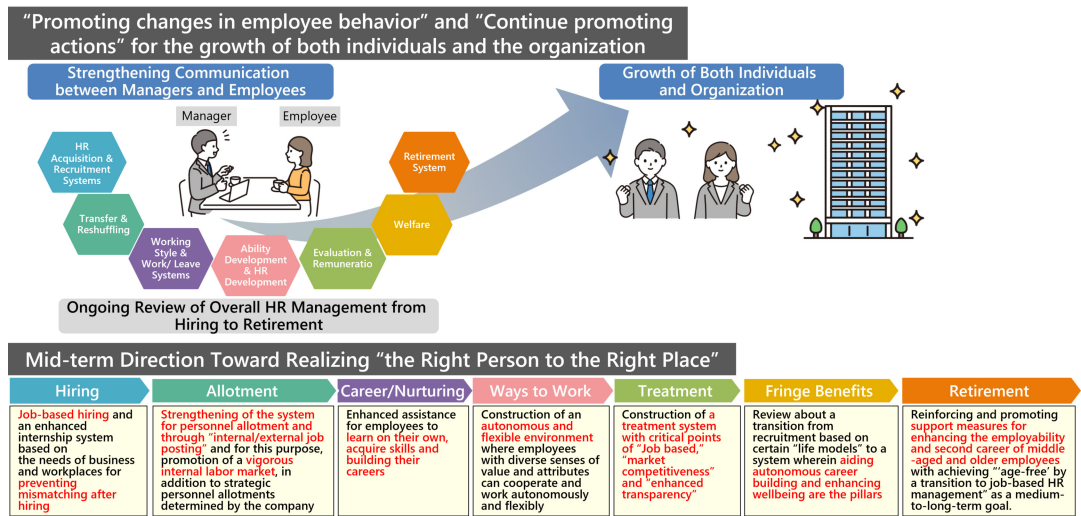 “Promoting changes in employee behavior” and “Continue promoting
actions” for the growth of both individuals and the organization
Strengthening Communication
between Managers and Employees
Growth of Both Individuals
and Organization
Manager
Employee
HR
Acquisition &
Recruitment
Systems
Transfer &
Reshuffling
Working
Style &
Work/ Leave
Systems
Ability
Development
& HR
Development
Evaluation &
Remuneratio
Welfare
Retirement
System
Ongoing Review of Overall HR Management from
Hiring to Retirement
Mid-term Direction Toward Realizing “the Right Person to the Right Place”
Hiring
Job-based hiring and
an enhanced
internship system
based on
the needs of business
and workplaces for
preventing
mismatching after
hiring
Allotment
Strengthening of the system
for personnel allotment and
through “internal/external job
posting” and for this purpose,
promotion of a vigorous
internal labor market, in
addition to strategic
personnel allotments
determined by the company
Career/Nurturing
Enhanced assistance
for employees to
learn on their own,
acquire skills and
building their
careers
Ways to Work
Construction of an
autonomous and
flexible environment
where employees
with diverse senses of
value and attributes
can cooperate and
work autonomously
and flexibly
Treatment
Construction of a
treatment system
with critical points
of “Job based,”
“market
competitiveness”
and “enhanced
transparency”
Fringe Benefits
Review about a
transition from
recruitment based on
certain “life models” to
a system wherein aiding
autonomous career
building and enhancing
wellbeing are the pillars
Retirement
Reinforcing and promoting
support measures for
enhancing the employability
and second career of middle
-aged and older employees
with achieving “‘age-free’ by
a transition to job-based HR
management” as a medium-
to-long-term goal.